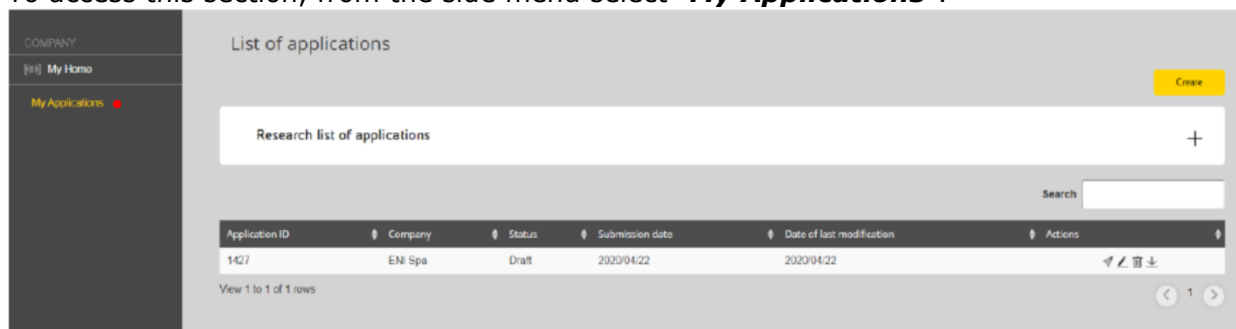 To access this section, from the side menu select "My Applications".
COMPANY
My Home
My Applications
List of applications
Create
Research list of applications
+
Search
Application ID Company Status Submission date Date of last modification Actions
1427 ENI Spa Draft 2020/04/22 2020/04/22
View 1 to 1 of 1 rows
< 1 >